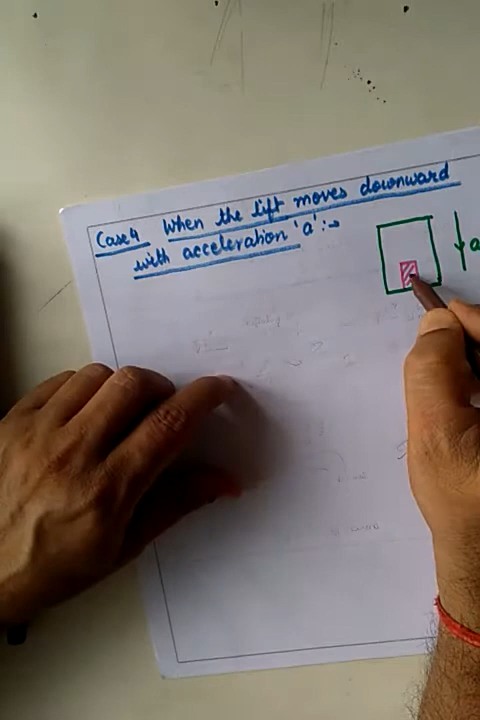 Case 4 When the lift moves downward
with acceleration 'a' :→
a